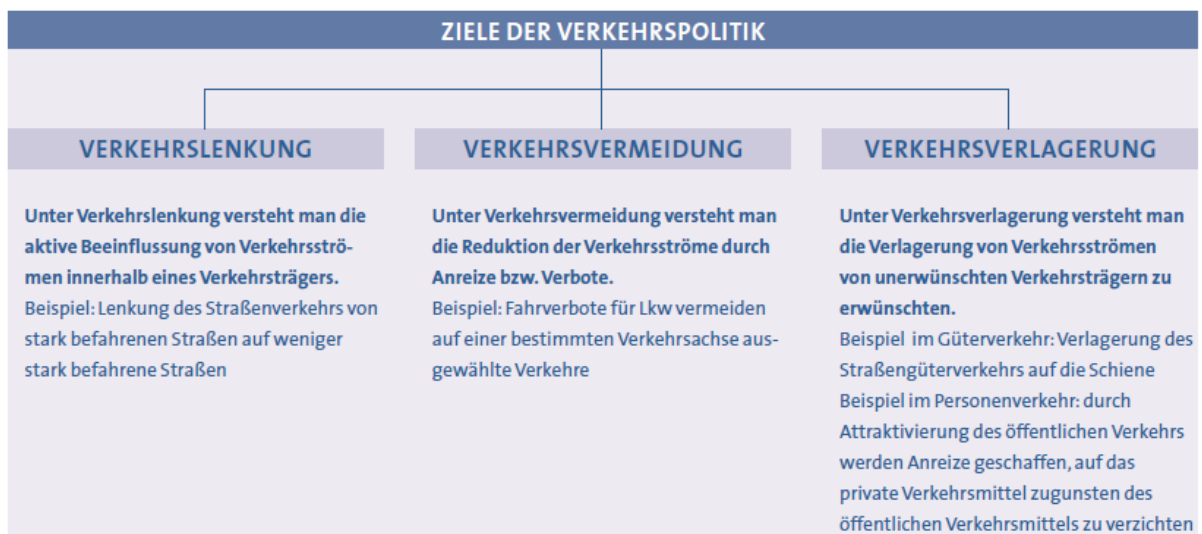 ZIELE DER VERKEHRSPOLITIK
VERKEHRSLENKUNG
Unter Verkehrslenkung versteht man die
aktive Beeinflussung von Verkehrsströ-
men innerhalb eines Verkehrsträgers.
Beispiel: Lenkung des Straßenverkehrs von
stark befahrenen Straßen auf weniger
stark befahrene Straßen
VERKEHRSVERMEIDUNG
Unter Verkehrsvermeidung versteht man
die Reduktion der Verkehrsströme durch
Anreize bzw. Verbote.
Beispiel: Fahrverbote für Lkw vermeiden
auf einer bestimmten Verkehrsachse aus-
gewählte Verkehre
VERKEHRSVERLAGERUNG
Unter Verkehrsverlagerung versteht man
die Verlagerung von Verkehrsströmen
von unerwünschten Verkehrsträgern zu
erwünschten.
Beispiel im Güterverkehr: Verlagerung des
Straßengüterverkehrs auf die Schiene
Beispiel im Personenverkehr: durch
Attraktivierung des öffentlichen Verkehrs
werden Anreize geschaffen, auf das
private Verkehrsmittel zugunsten des
öffentlichen Verkehrsmittels zu verzichten